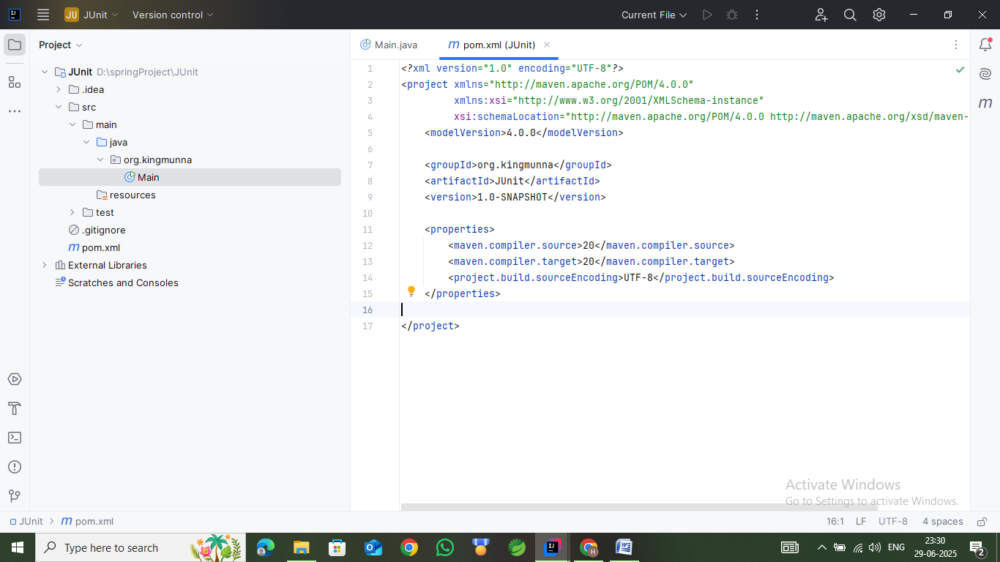 JU JUnit Version control Current File
Project
JUnit D:\springProject\JUnit
.idea
src
main
java
org.kingmunna
Main
resources
test
.gitignore
m pom.xml
External Libraries
Scratches and Consoles
Main.java m pom.xml (JUnit)
1 <?xml version="1.0" encoding="UTF-8"?>
2 <project xmlns="http://maven.apache.org/POM/4.0.0"
3 xmlns:xsi="http://www.w3.org/2001/XMLSchema-instance"
4 xsi:schemaLocation="http://maven.apache.org/POM/4.0.0 http://maven.apache.org/xsd/maven-
5 <modelVersion>4.0.0</modelVersion>
6
7 <groupId>org.kingmunna</groupId>
8 <artifactId>JUnit</artifactId>
9 <version>1.0-SNAPSHOT</version>
10
11 <properties>
12 <maven.compiler.source>20</maven.compiler.source>
13 <maven.compiler.target>20</maven.compiler.target>
14 <project.build.sourceEncoding>UTF-8</project.build.sourceEncoding>
15 </properties>
16
17 </project>
m
Activate Windows
Go to Settings to activate Windows.
JUnit > m pom.xml 16:1 LF UTF-8 4 spaces
Type here to search
ENG
23:30
29-06-2025
2